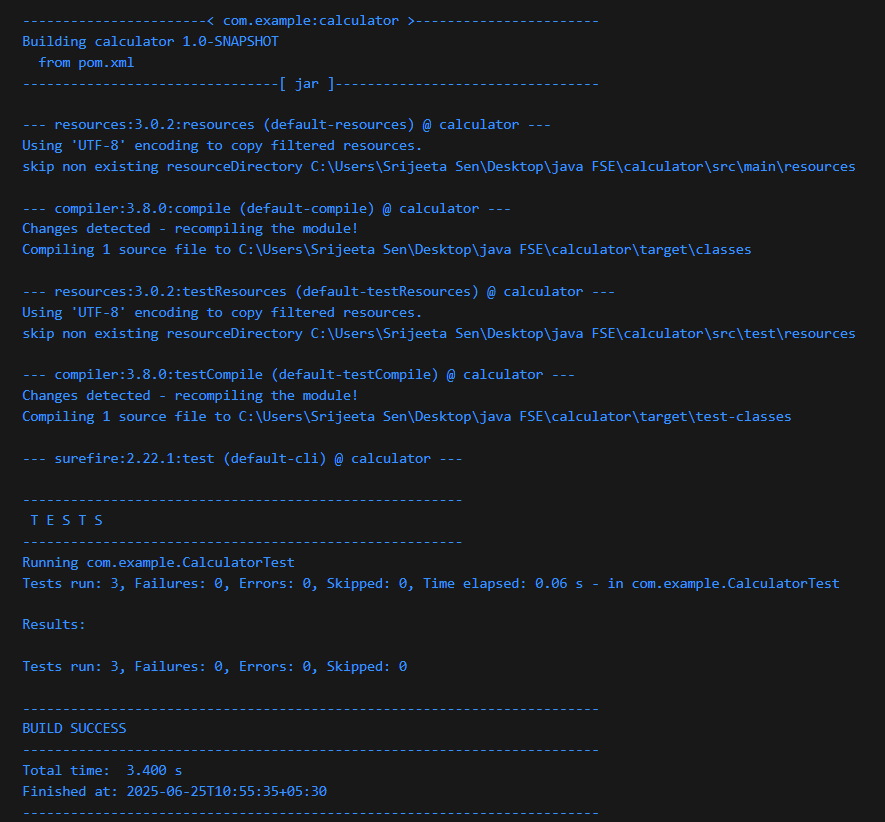 -----------------------< com.example:calculator >-----------------------
Building calculator 1.0-SNAPSHOT
  from pom.xml
--------------------------------[ jar ]---------------------------------

--- resources:3.0.2:resources (default-resources) @ calculator ---
Using 'UTF-8' encoding to copy filtered resources.
skip non existing resourceDirectory C:\Users\Srijeeta Sen\Desktop\java FSE\calculator\src\main\resources

--- compiler:3.8.0:compile (default-compile) @ calculator ---
Changes detected - recompiling the module!
Compiling 1 source file to C:\Users\Srijeeta Sen\Desktop\java FSE\calculator\target\classes

--- resources:3.0.2:testResources (default-testResources) @ calculator ---
Using 'UTF-8' encoding to copy filtered resources.
skip non existing resourceDirectory C:\Users\Srijeeta Sen\Desktop\java FSE\calculator\src\test\resources

--- compiler:3.8.0:testCompile (default-testCompile) @ calculator ---
Changes detected - recompiling the module!
Compiling 1 source file to C:\Users\Srijeeta Sen\Desktop\java FSE\calculator\target\test-classes

--- surefire:2.22.1:test (default-cli) @ calculator ---

-------------------------------------------------------
 T E S T S
-------------------------------------------------------
Running com.example.CalculatorTest
Tests run: 3, Failures: 0, Errors: 0, Skipped: 0, Time elapsed: 0.06 s - in com.example.CalculatorTest

Results:

Tests run: 3, Failures: 0, Errors: 0, Skipped: 0

------------------------------------------------------------------------
BUILD SUCCESS
------------------------------------------------------------------------
Total time:  3.400 s
Finished at: 2025-06-25T10:55:35+05:30
------------------------------------------------------------------------